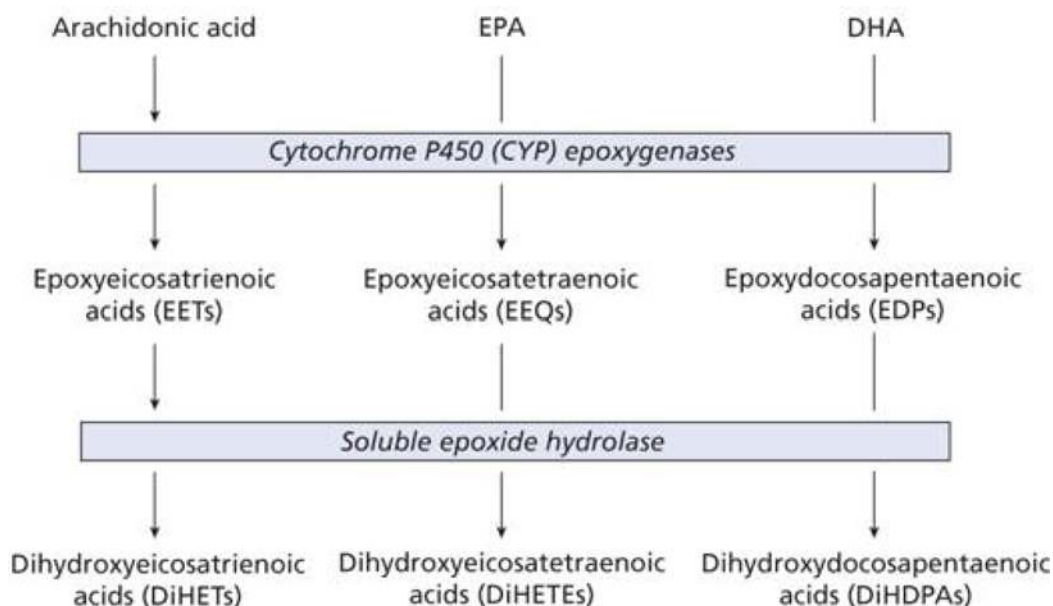 Arachidonic acid
EPA
DHA
Cytochrome P450 (CYP) epoxygenases
Epoxyeicosatrienoic
acids (EETs)
Epoxyeicosatetraenoic
acids (EEQs)
Epoxydocosapentaenoic
acids (EDPs)
Soluble epoxide hydrolase
Dihydroxyeicosatrienoic
acids (DiHETs)
Dihydroxyeicosatetraenoic
acids (DiHETEs)
Dihydroxydocosapentaenoic
acids (DiHDPAs)